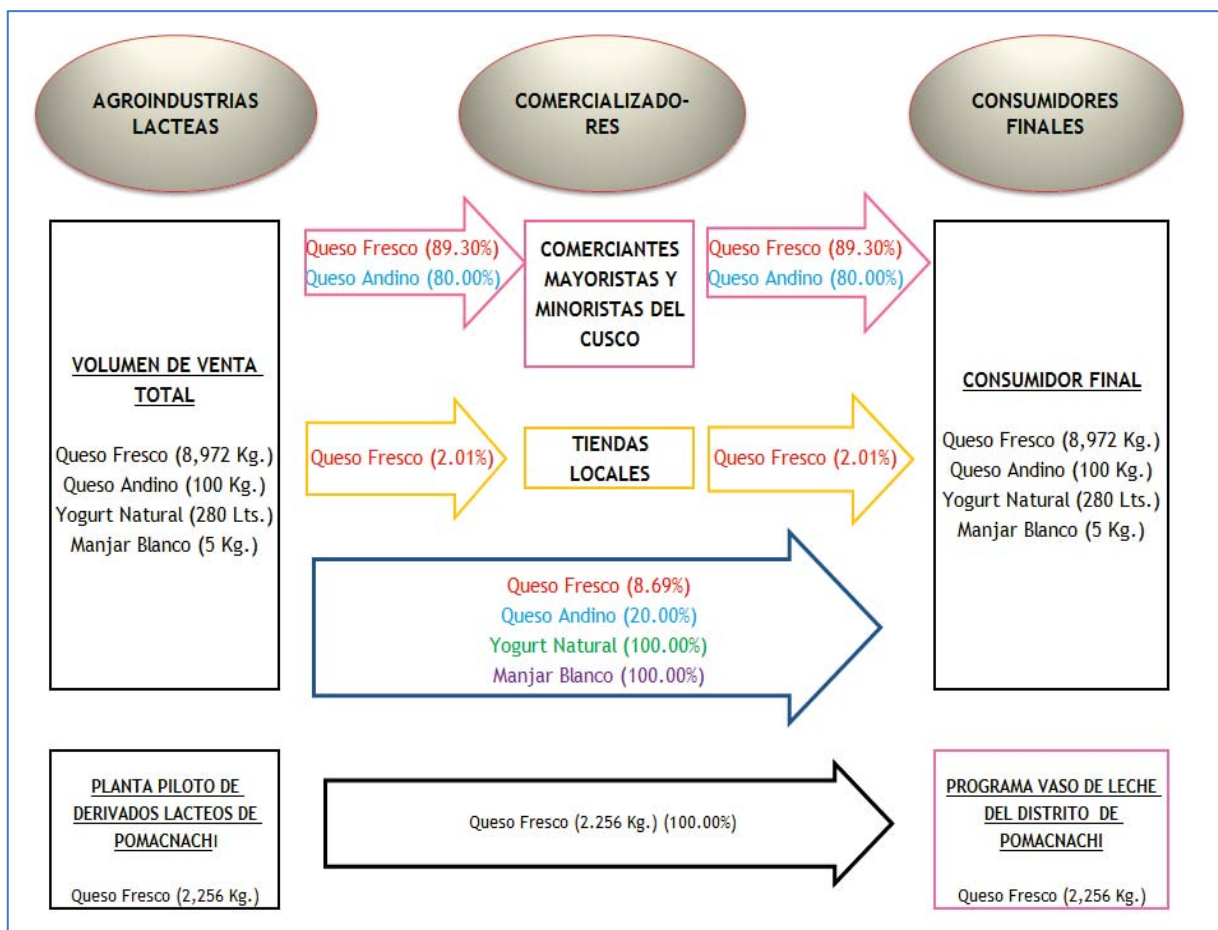 AGROINDUSTRIAS
LACTEAS
COMERCIALIZADO-
RES
CONSUMIDORES
FINALES
VOLUMEN DE VENTA
TOTAL
Queso Fresco (8,972 Kg.)
Queso Andino (100 Kg.)
Yogurt Natural (280 Lts.)
Manjar Blanco (5 Kg.)
Queso Fresco (89.30%)
Queso Andino (80.00%)
COMERCIANTES
MAYORISTAS Y
MINORISTAS DEL
CUSCO
Queso Fresco (89.30%)
Queso Andino (80.00%)
Queso Fresco (2.01%)
TIENDAS
LOCALES
Queso Fresco (2.01%)
Queso Fresco (8.69%)
Queso Andino (20.00%)
Yogurt Natural (100.00%)
Manjar Blanco (100.00%)
CONSUMIDOR FINAL
Queso Fresco (8,972 Kg.)
Queso Andino (100 Kg.)
Yogurt Natural (280 Lts.)
Manjar Blanco (5 Kg.)
PLANTA PILOTO DE
DERIVADOS LACTEOS DE
POMACNACHI
Queso Fresco (2,256 Kg.)
Queso Fresco (2.256 Kg.) (100.00%)
PROGRAMA VASO DE LECHE
DEL DISTRITO DE
POMACNACHI
Queso Fresco (2,256 Kg.)